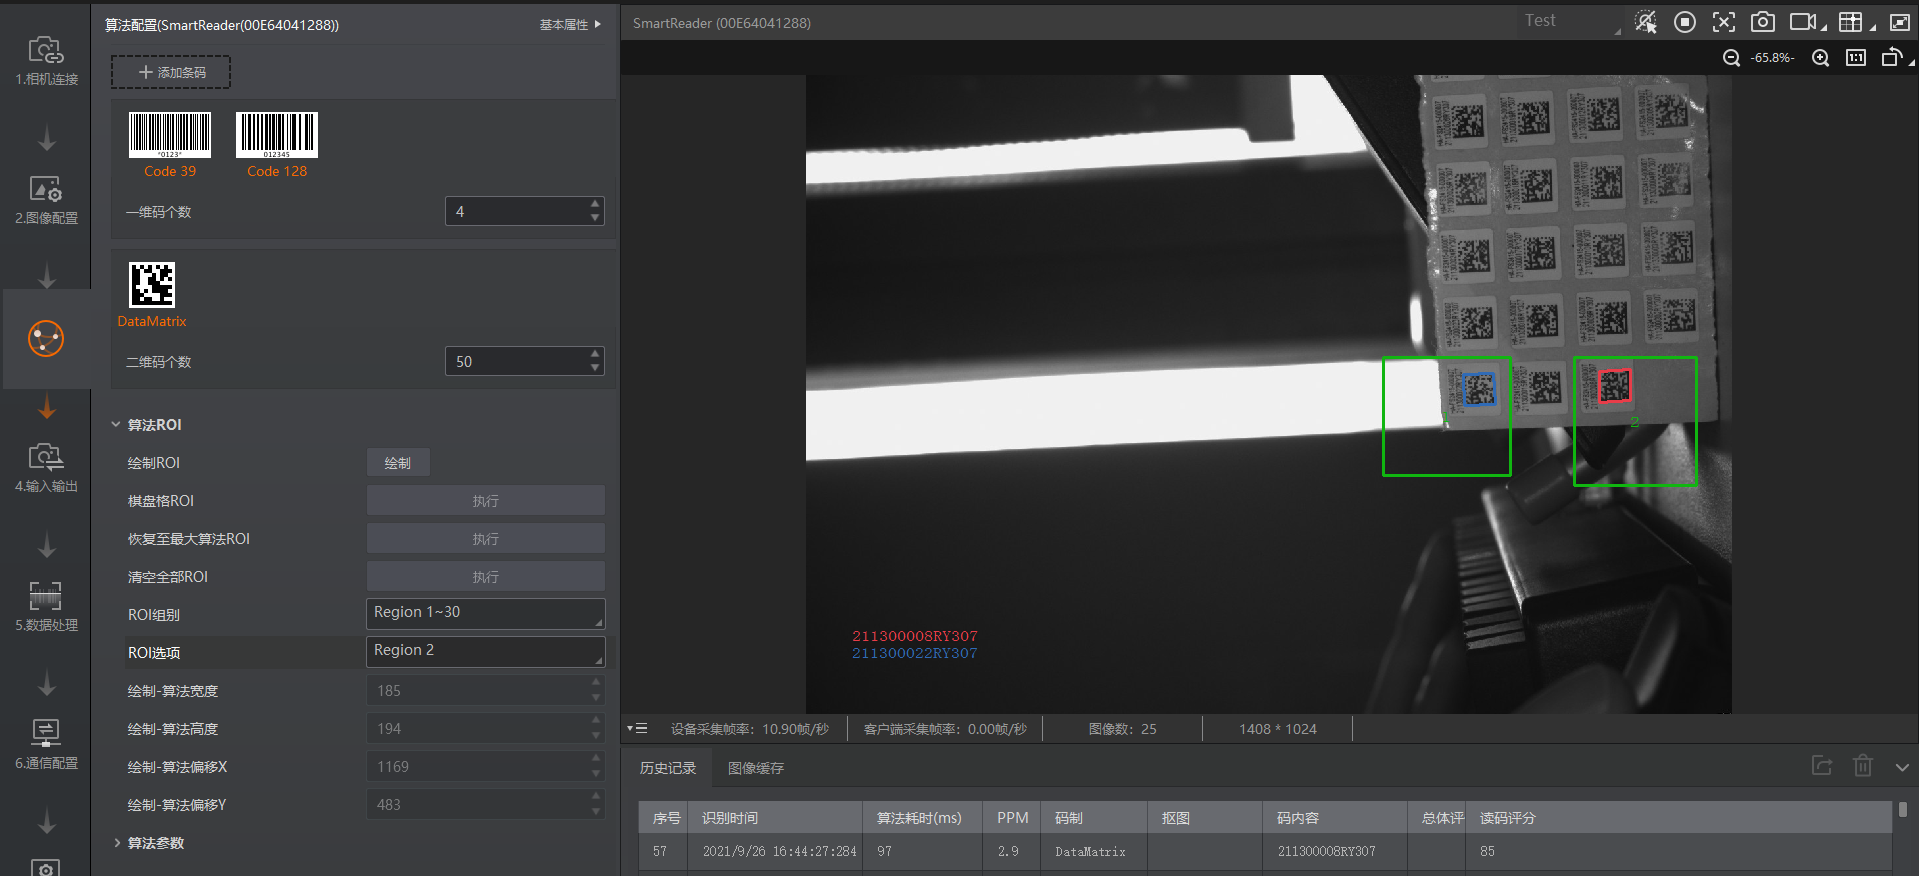 算法配置(SmartReader(00E64041288))
基本属性
添加条码
*0123*
012345
Code 39
Code 128
一维码个数
4
DataMatrix
二维码个数
50
算法ROI
绘制ROI
绘制
棋盘格ROI
执行
恢复至最大算法ROI
执行
清空全部ROI
执行
ROI组别
Region 1~30
ROI选项
Region 2
绘制-算法宽度
185
绘制-算法高度
194
绘制-算法偏移X
1169
绘制-算法偏移Y
483
算法参数
1.相机连接
2.图像配置
4.输入输出
5.数据处理
6.通信配置
SmartReader (00E64041288)
Test
-65.8%-
1:1
2
211300008RY307
211300022RY307
设备采集帧率：10.90帧/秒
客户端采集帧率：0.00帧/秒
图像数：25
1408 * 1024
历史记录
图像缓存
序号 识别时间 算法耗时(ms) PPM 码制 抠图 码内容 总体评 读码评分
57 2021/9/26 16:44:27:284 97 2.9 DataMatrix 211300008RY307 85